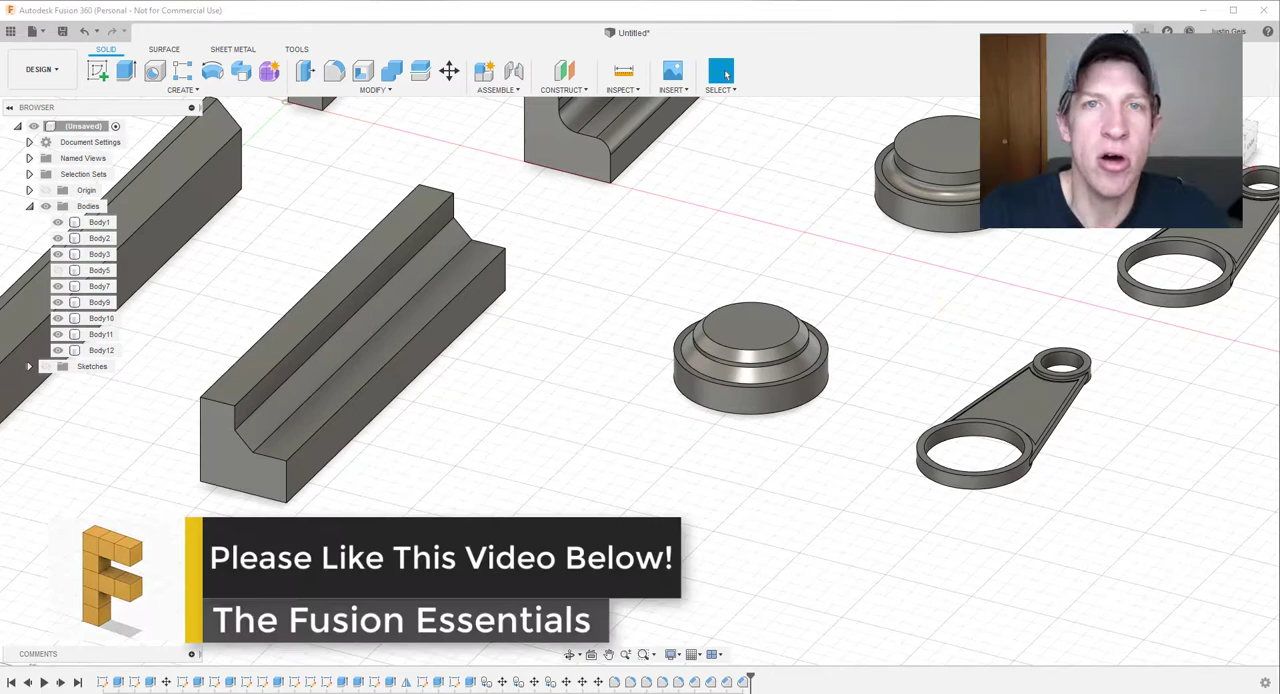 Autodesk Fusion 360 (Personal - Not for Commercial Use)
Untitled*
Justin Geis
SOLID SURFACE SHEET METAL TOOLS
DESIGN
CREATE MODIFY ASSEMBLE CONSTRUCT INSPECT INSERT SELECT
BROWSER
(Unsaved)
Document Settings
Named Views
Selection Sets
Origin
Bodies
Body1
Body2
Body3
Body5
Body7
Body9
Body10
Body11
Body12
Sketches
Please Like This Video Below!
The Fusion Essentials
COMMENTS